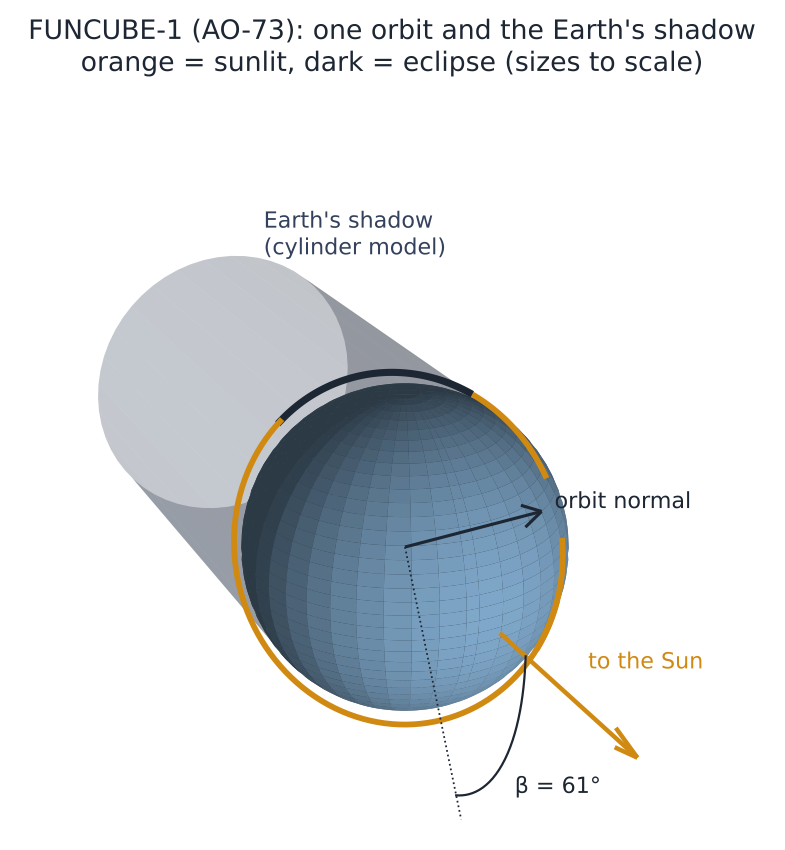 FUNCUBE-1 (AO-73): one orbit and the Earth's shadow
orange = sunlit, dark = eclipse (sizes to scale)
Earth's shadow
(cylinder model)
orbit normal
to the Sun
β = 61°